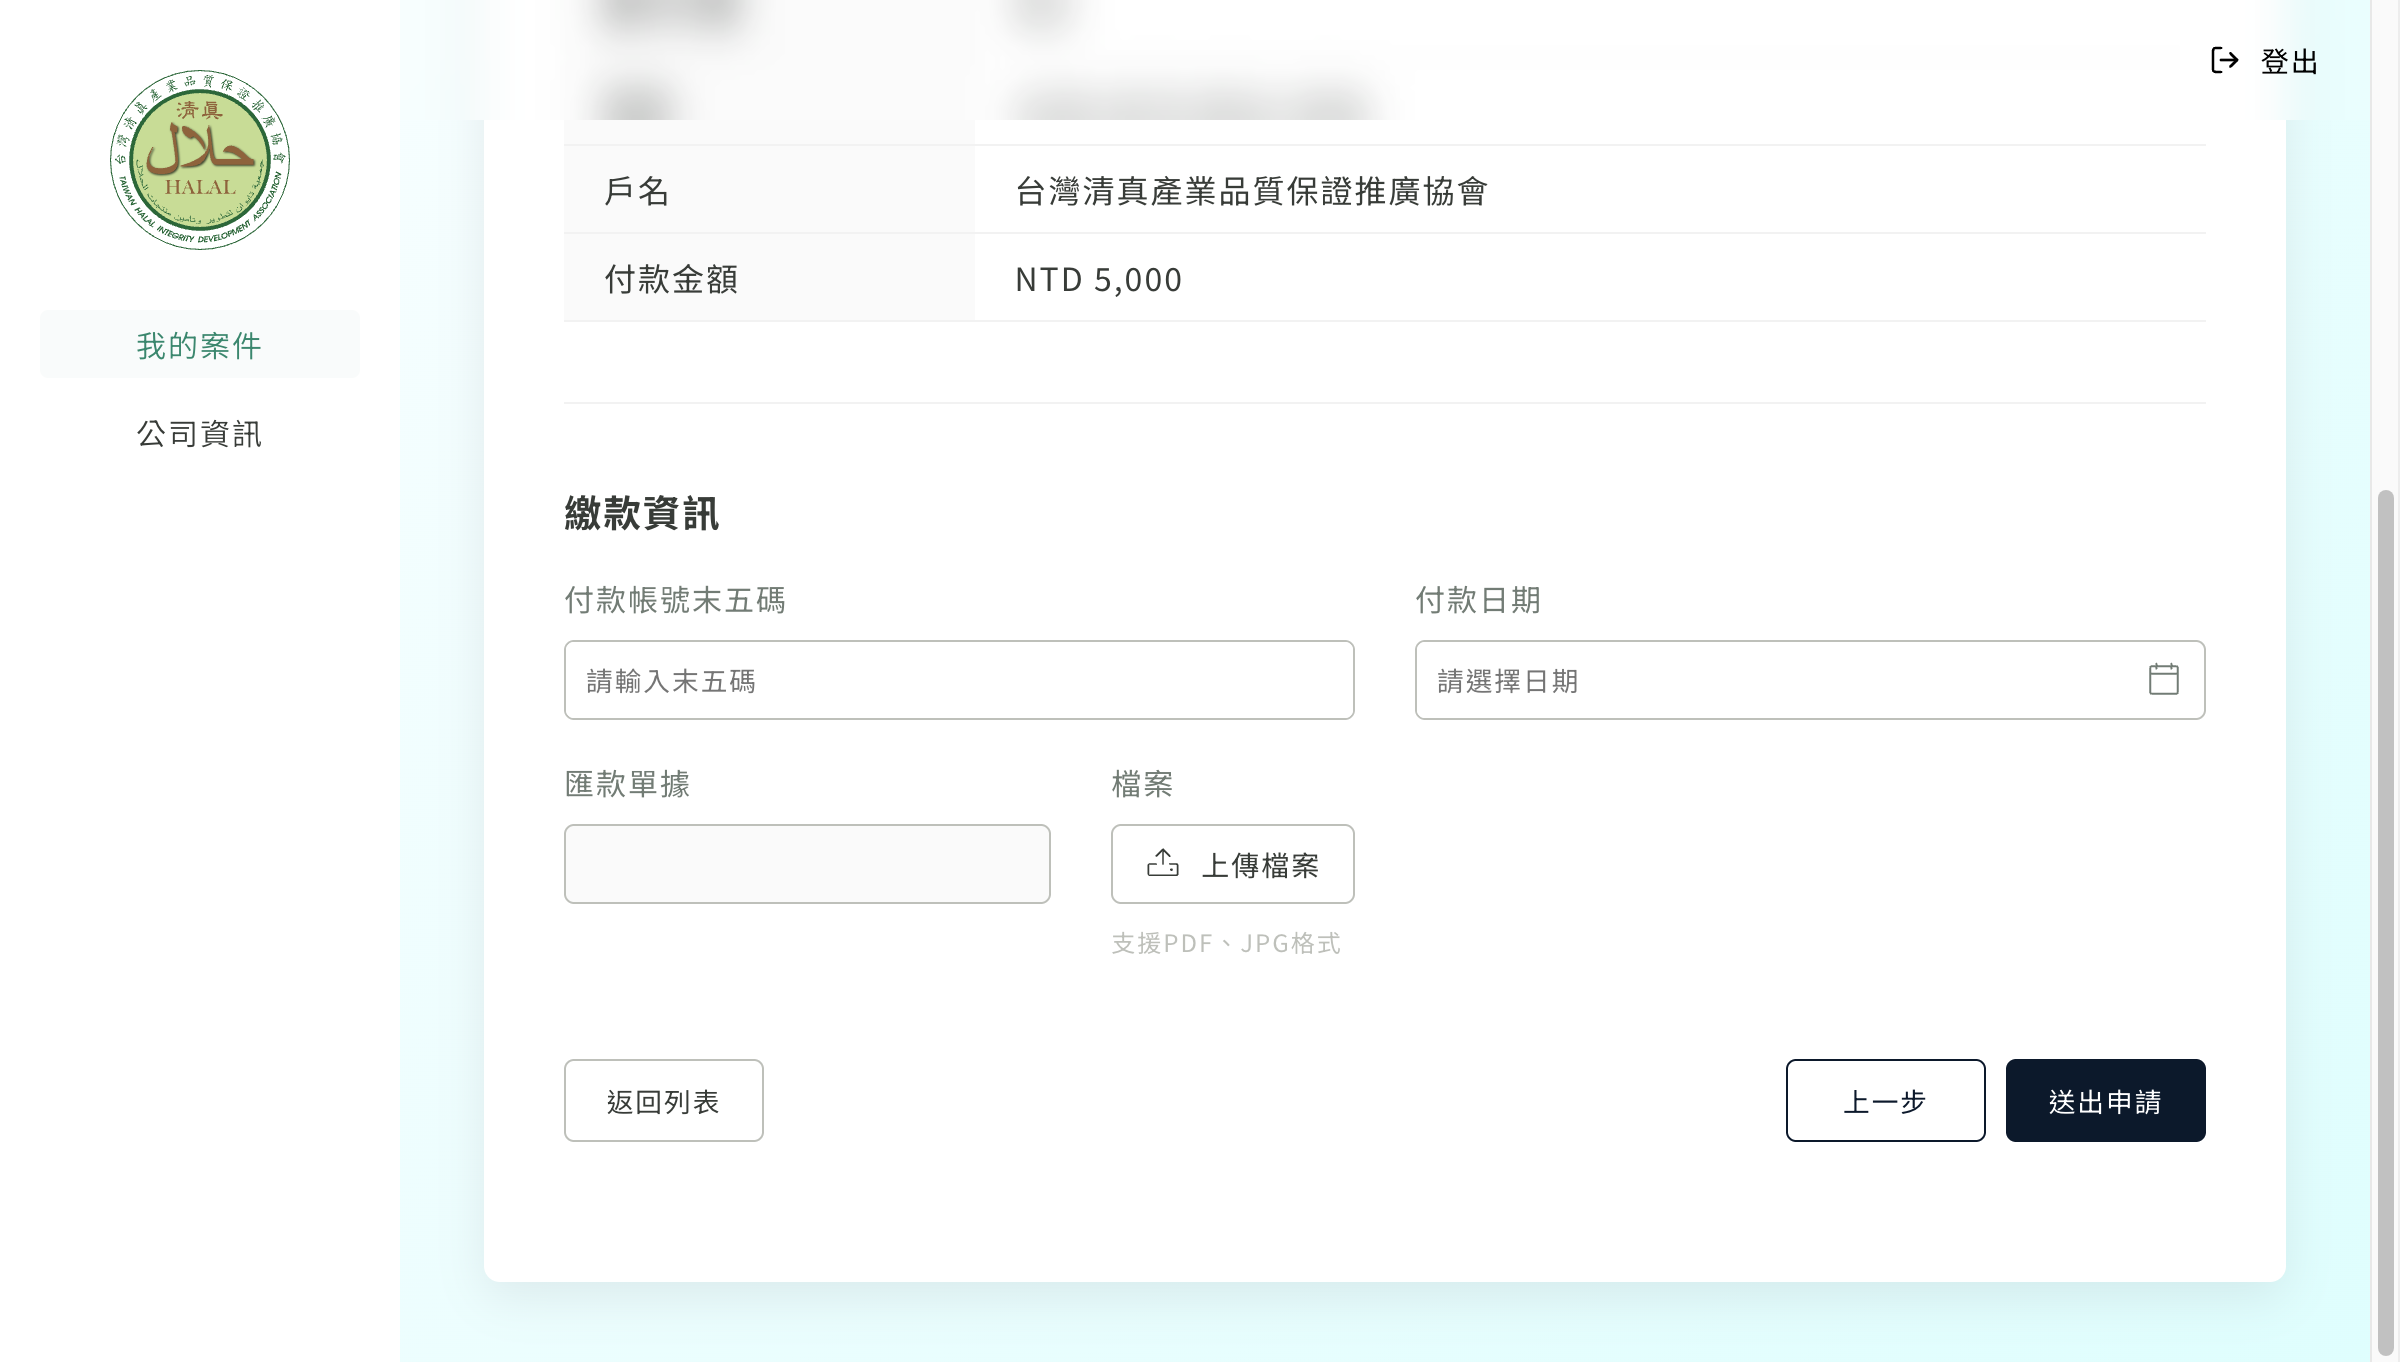 登出
台灣清真產業品質保證推廣協會
清真
حلال
HALAL
TAIWAN HALAL INTEGRITY DEVELOPMENT ASSOCIATION
我的案件
公司資訊
戶名
台灣清真產業品質保證推廣協會
付款金額
NTD 5,000
繳款資訊
付款帳號末五碼
付款日期
請輸入末五碼
請選擇日期
匯款單據
檔案
上傳檔案
支援PDF、JPG格式
返回列表
上一步
送出申請